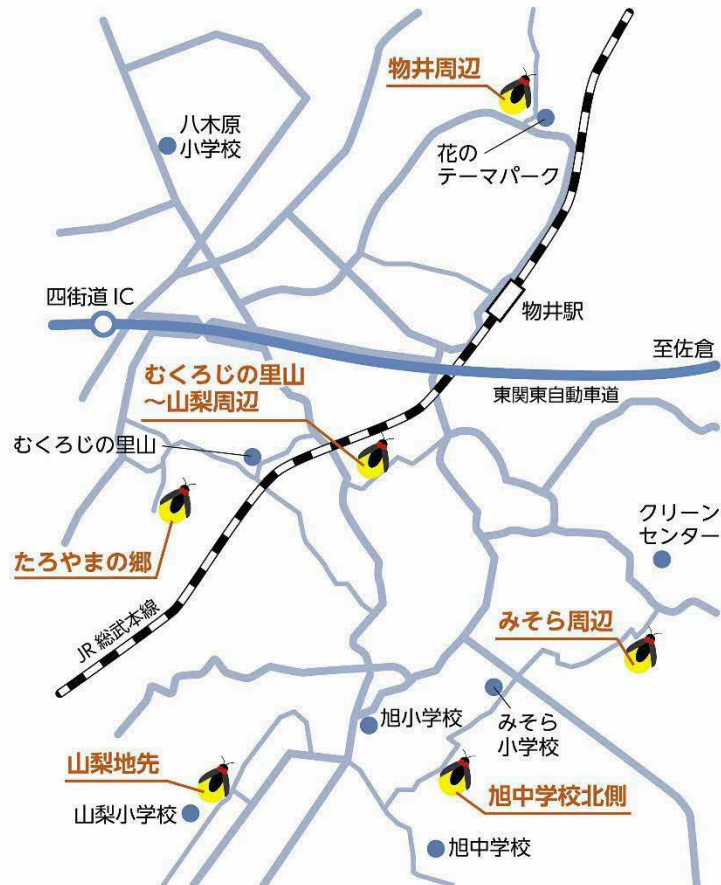 物井周辺
八木原
小学校
花の
テーマパーク
四街道 IC
物井駅
至佐倉
むくろじの里山
～山梨周辺
東関東自動車道
むくろじの里山
クリーン
センター
たろやまの郷
JR 総武本線
みそら周辺
旭小学校
みそら
小学校
山梨地先
山梨小学校
旭中学校北側
旭中学校